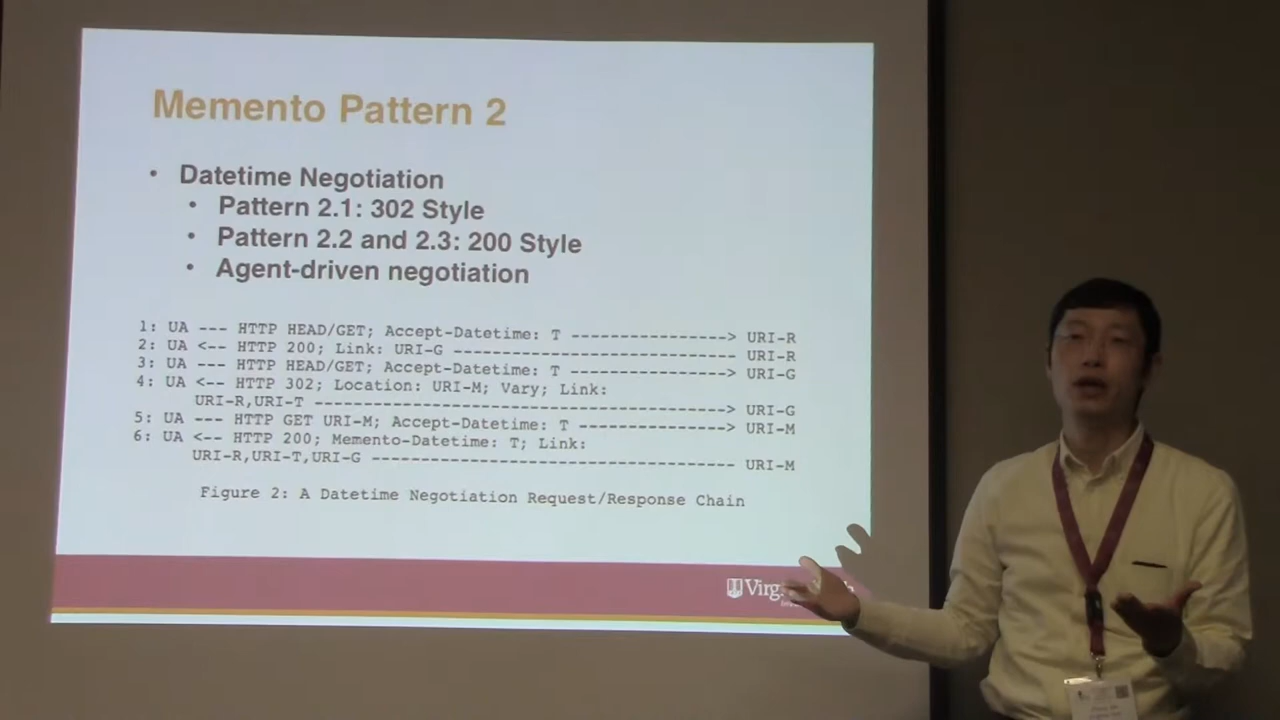 Memento Pattern 2
• Datetime Negotiation
• Pattern 2.1: 302 Style
• Pattern 2.2 and 2.3: 200 Style
• Agent-driven negotiation
1: UA --- HTTP HEAD/GET; Accept-Datetime: T ----------------> URI-R
2: UA <-- HTTP 200; Link: URI-G ---------------------------- URI-R
3: UA --- HTTP HEAD/GET; Accept-Datetime: T ----------------> URI-G
4: UA <-- HTTP 302; Location: URI-M; Vary; Link:
URI-R,URI-T ------------------------------------------> URI-G
5: UA --- HTTP GET URI-M; Accept-Datetime: T ---------------> URI-M
6: UA <-- HTTP 200; Memento-Datetime: T; Link:
URI-R,URI-T,URI-G ------------------------------------ URI-M
Figure 2: A Datetime Negotiation Request/Response Chain